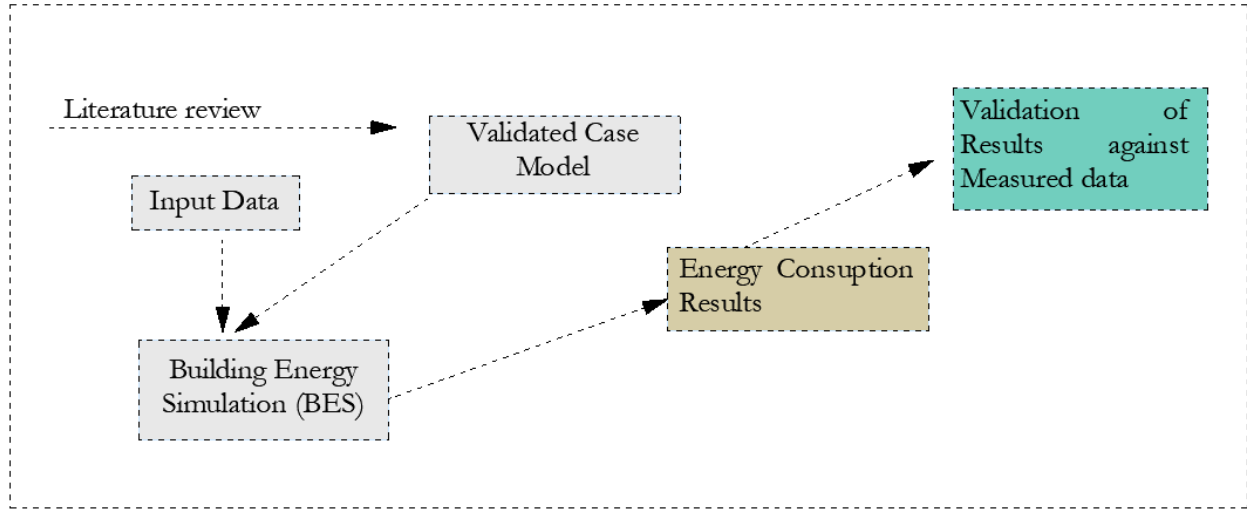 Literature review
Validated Case
Model
Input Data
Building Energy
Simulation (BES)
Energy Consuption
Results
Validation of
Results against
Measured data